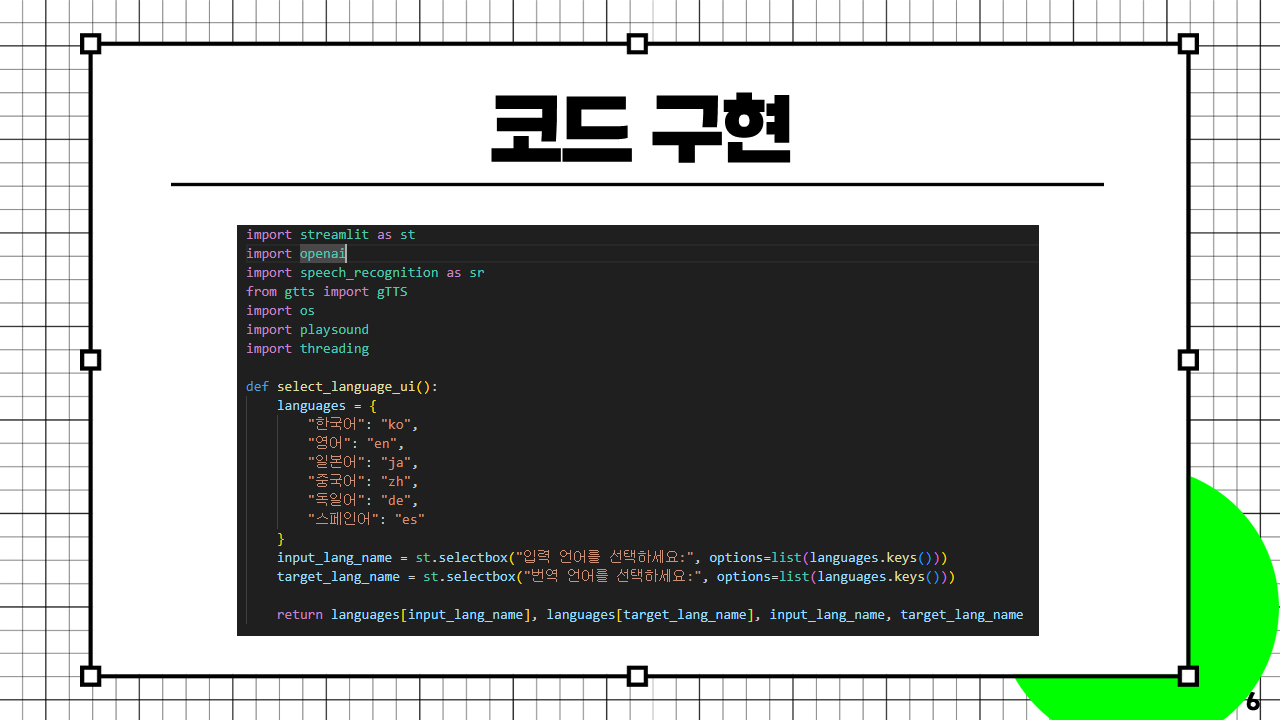 코드 구현
import streamlit as st
import openai
import speech_recognition as sr
from gtts import gTTS
import os
import playsound
import threading
def select_language_ui():
    languages = {
        "한국어": "ko",
        "영어": "en",
        "일본어": "ja",
        "중국어": "zh",
        "독일어": "de",
        "스페인어": "es"
    }
    input_lang_name = st.selectbox("입력 언어를 선택하세요:", options=list(languages.keys()))
    target_lang_name = st.selectbox("번역 언어를 선택하세요:", options=list(languages.keys()))
    return languages[input_lang_name], languages[target_lang_name], input_lang_name, target_lang_name
6